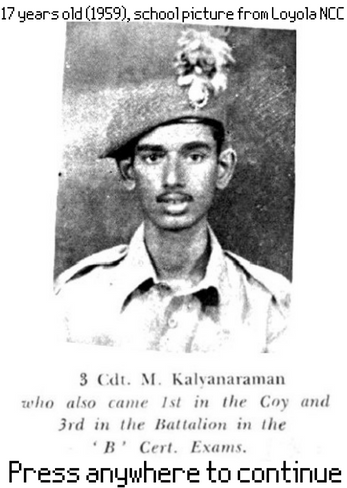 17 years old (1959), school picture from Loyola NCC
3 Cdt. M. Kalyanaraman
who also came 1st in the Coy and
3rd in the Battalion in the
‘ B ’ Cert. Exams.
Press anywhere to continue